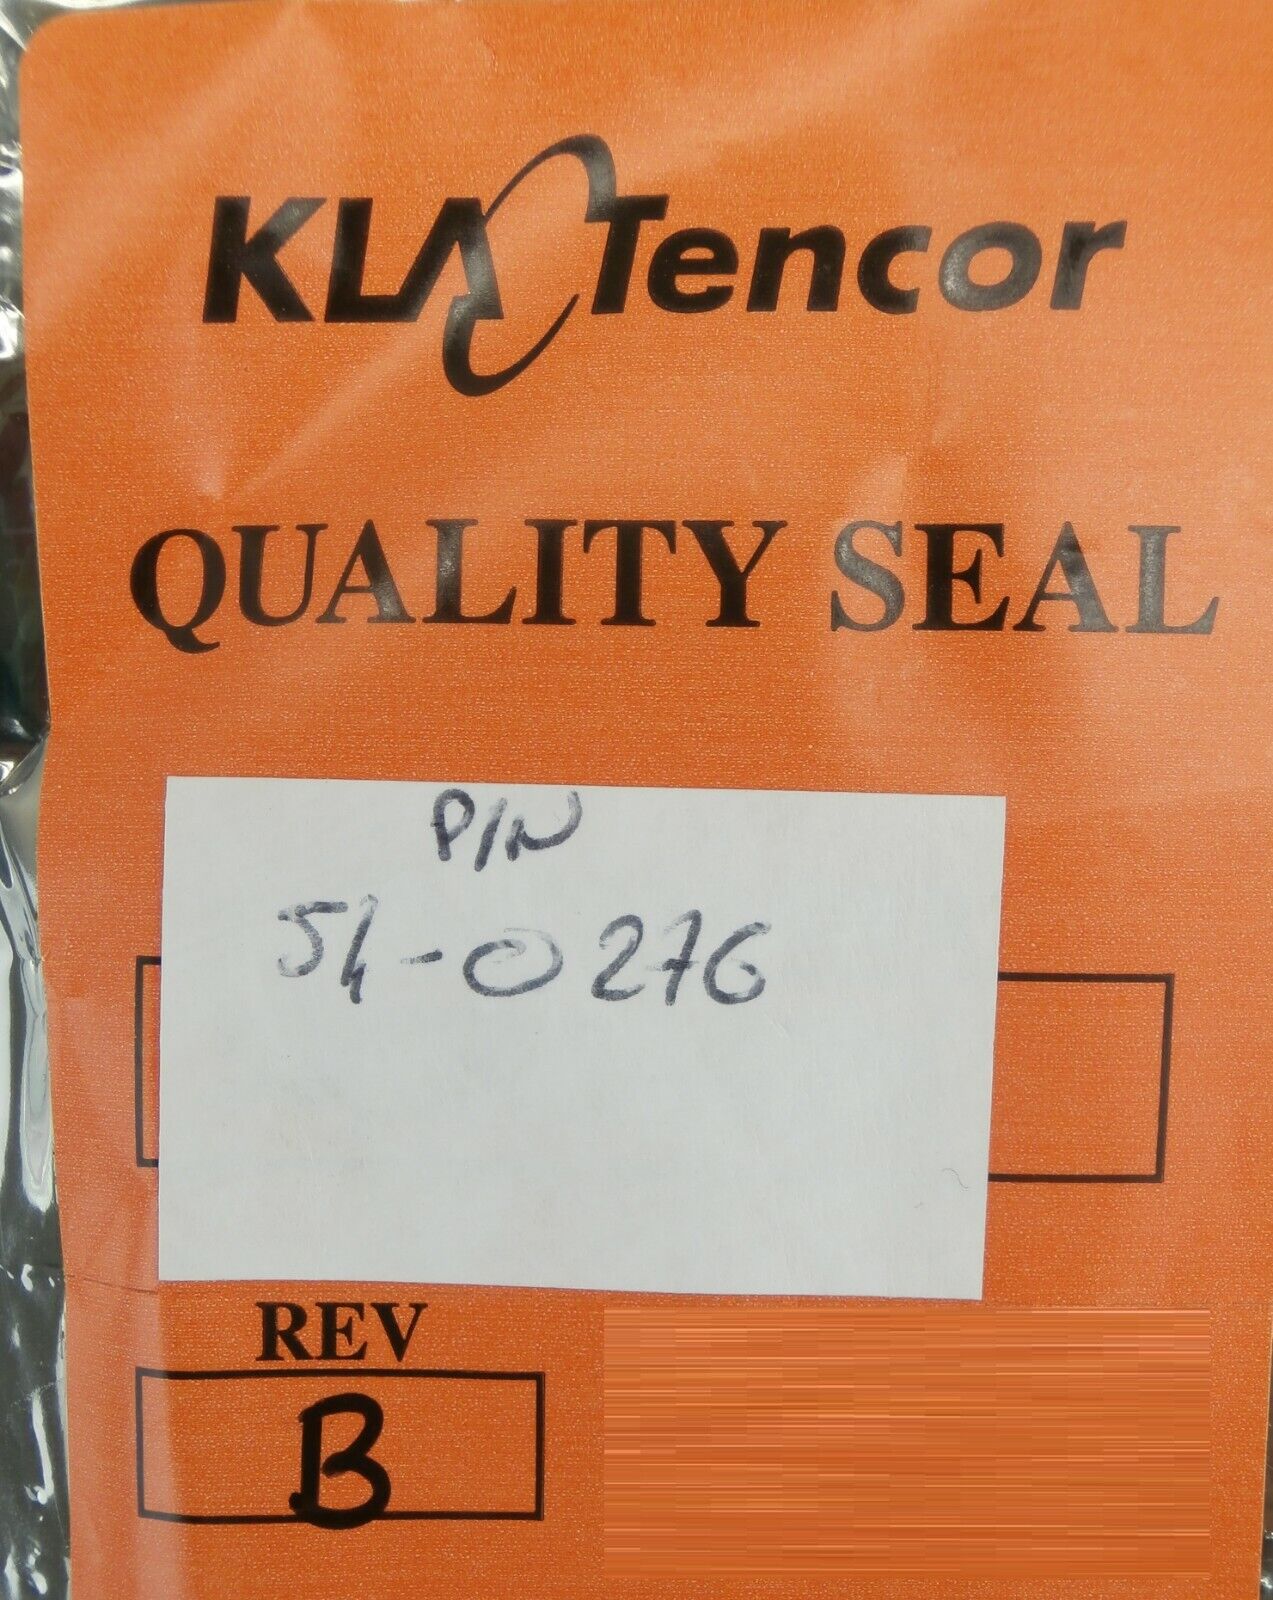 KLA Tencor
QUALITY SEAL
P/N
54-0276
REV
B